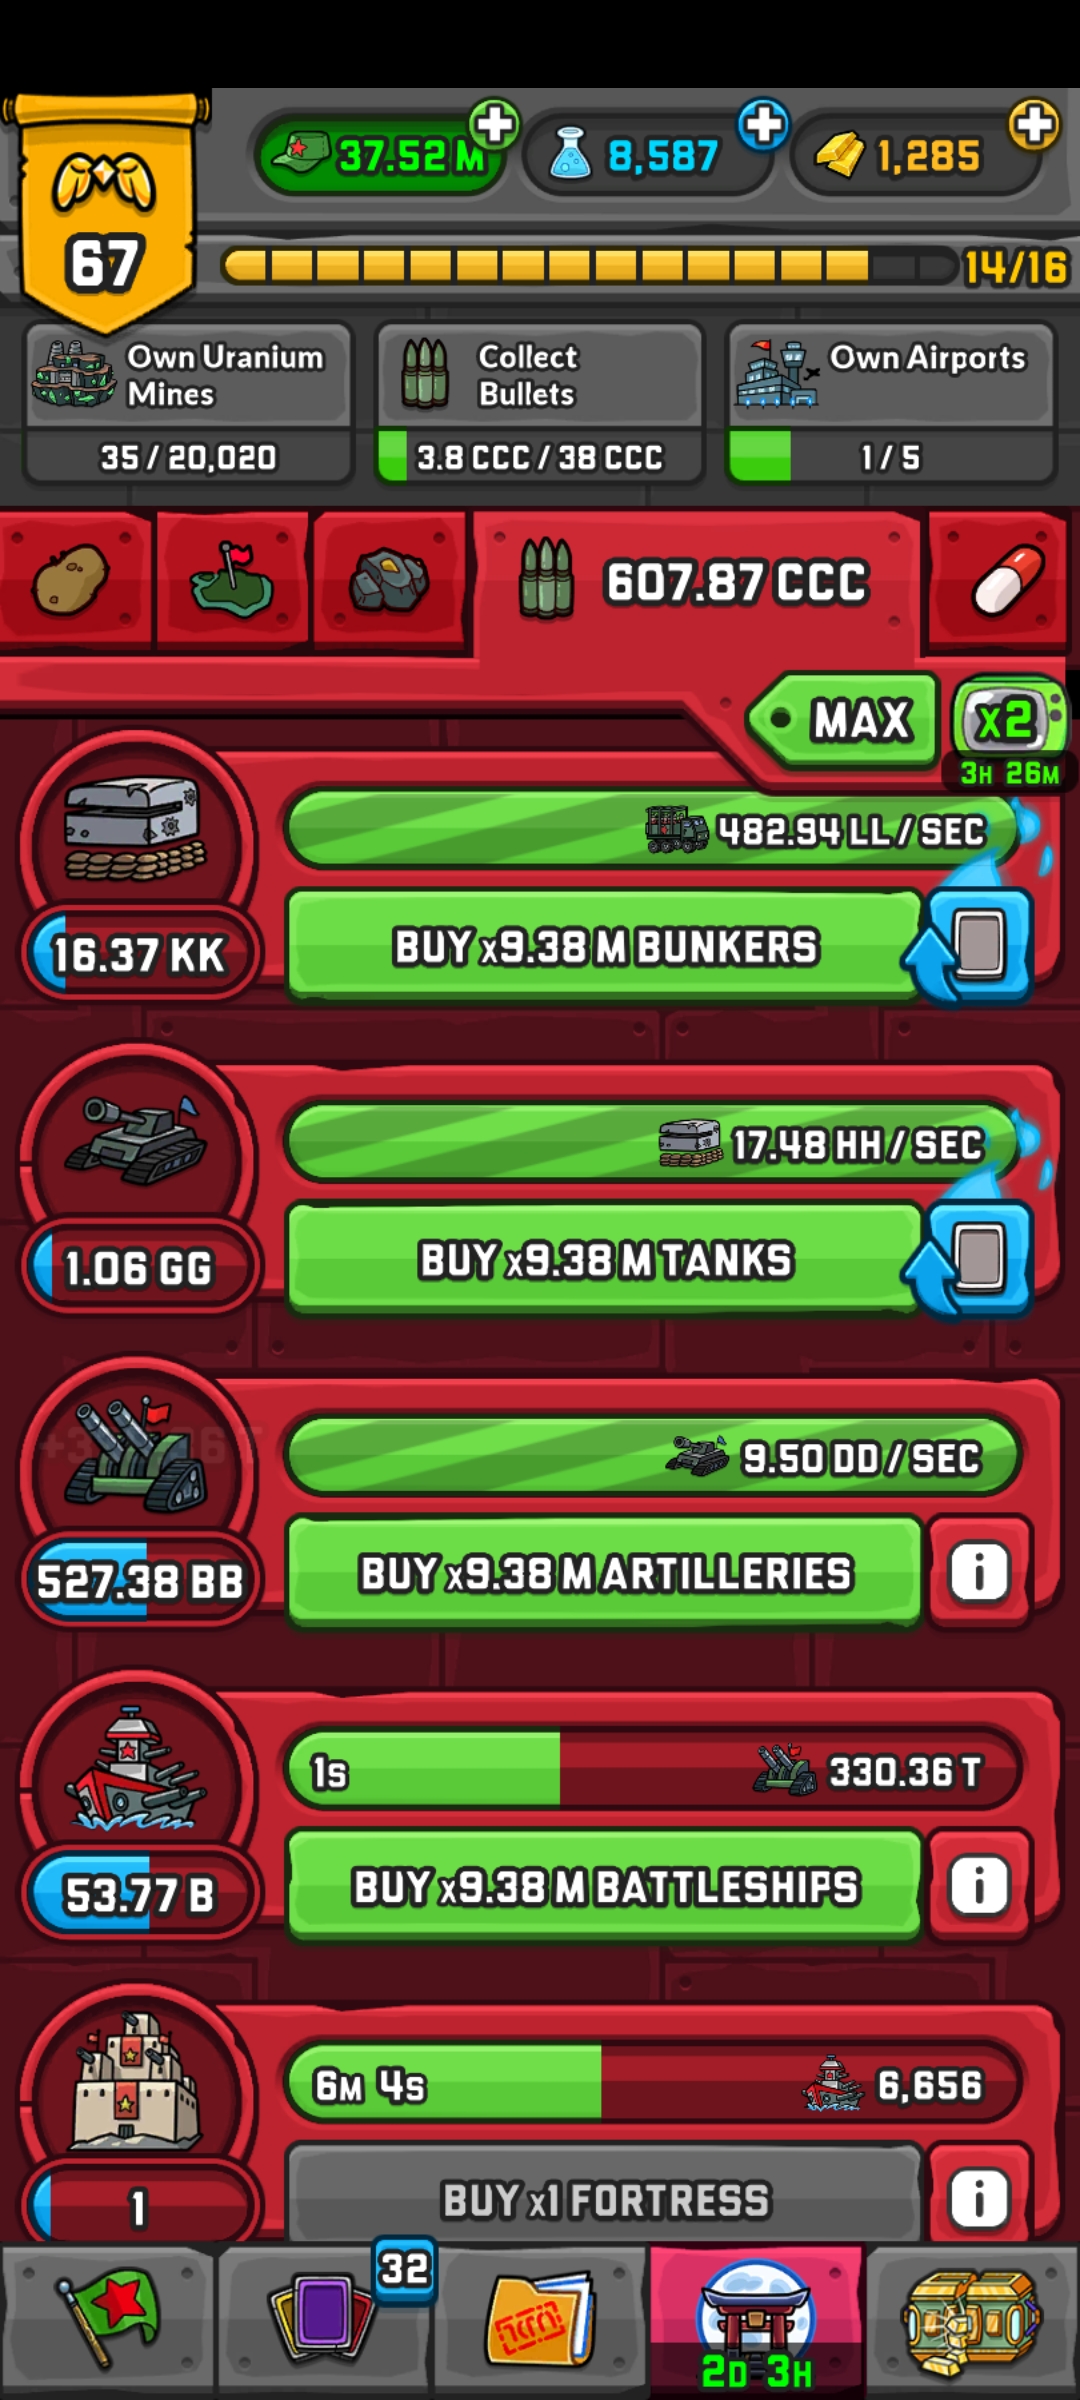 37.52 M
8,587
1,285
67
14/16
Own Uranium
Mines
35 / 20,020
Collect
Bullets
3.8 CCC / 38 CCC
Own Airports
1 / 5
607.87 CCC
MAX
x2
3H 26M
482.94 LL / SEC
16.37 KK
BUY x9.38 M BUNKERS
17.48 HH / SEC
1.06 GG
BUY x9.38 M TANKS
9.50 DD / SEC
527.38 BB
BUY x9.38 M ARTILLERIES
i
1s
330.36 T
53.77 B
BUY x9.38 M BATTLESHIPS
i
6M 4s
6,656
1
BUY x1 FORTRESS
i
32
2D 3H